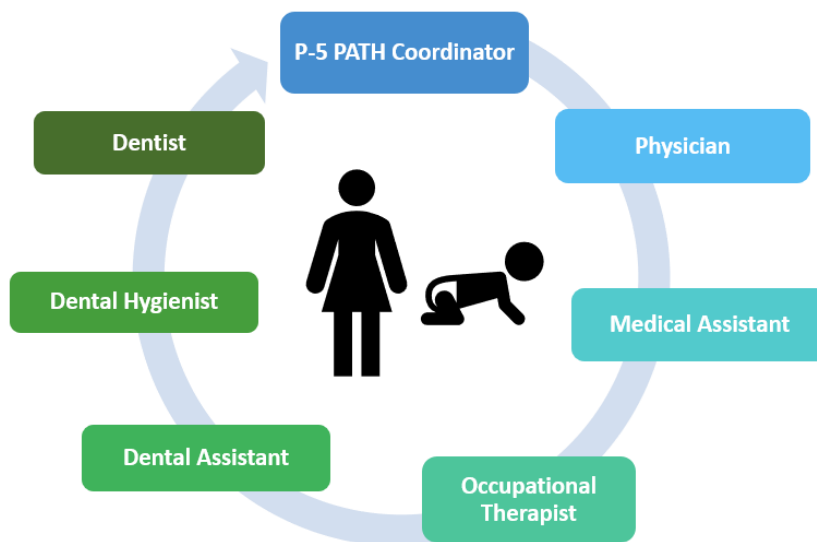 P-5 PATH Coordinator
Physician
Medical Assistant
Occupational
Therapist
Dental Assistant
Dental Hygienist
Dentist